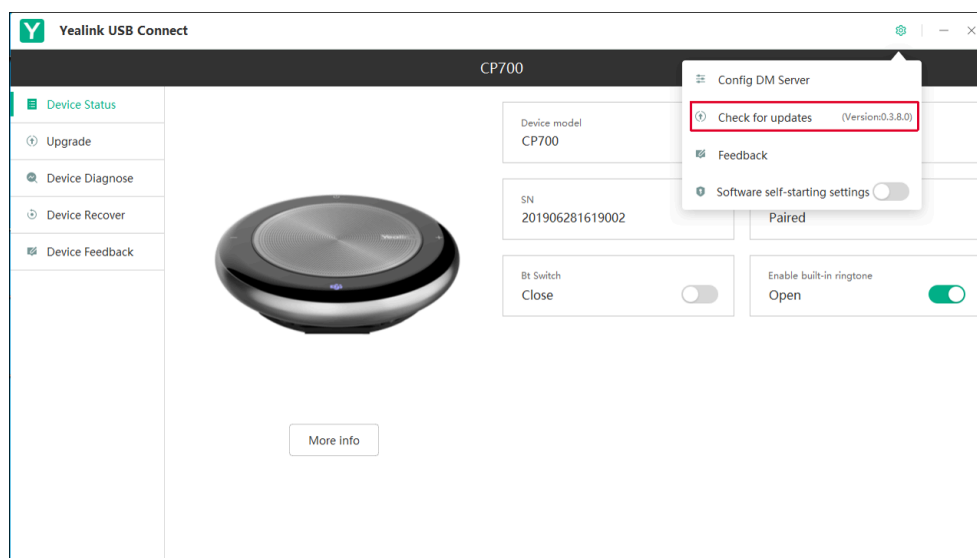 Yealink USB Connect
CP700
Device Status
Upgrade
Device Diagnose
Device Recover
Device Feedback
Yealink
More info
Device model
CP700
SN
201906281619002
Paired
Bt Switch
Close
Enable built-in ringtone
Open
Config DM Server
Check for updates (Version:0.3.8.0)
Feedback
Software self-starting settings